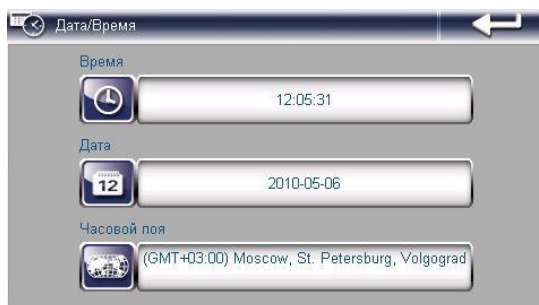 Дата/Время
Время
12:05:31
Дата
12
2010-05-06
Часовой поя
(GMT+03:00) Moscow, St. Petersburg, Volgograd